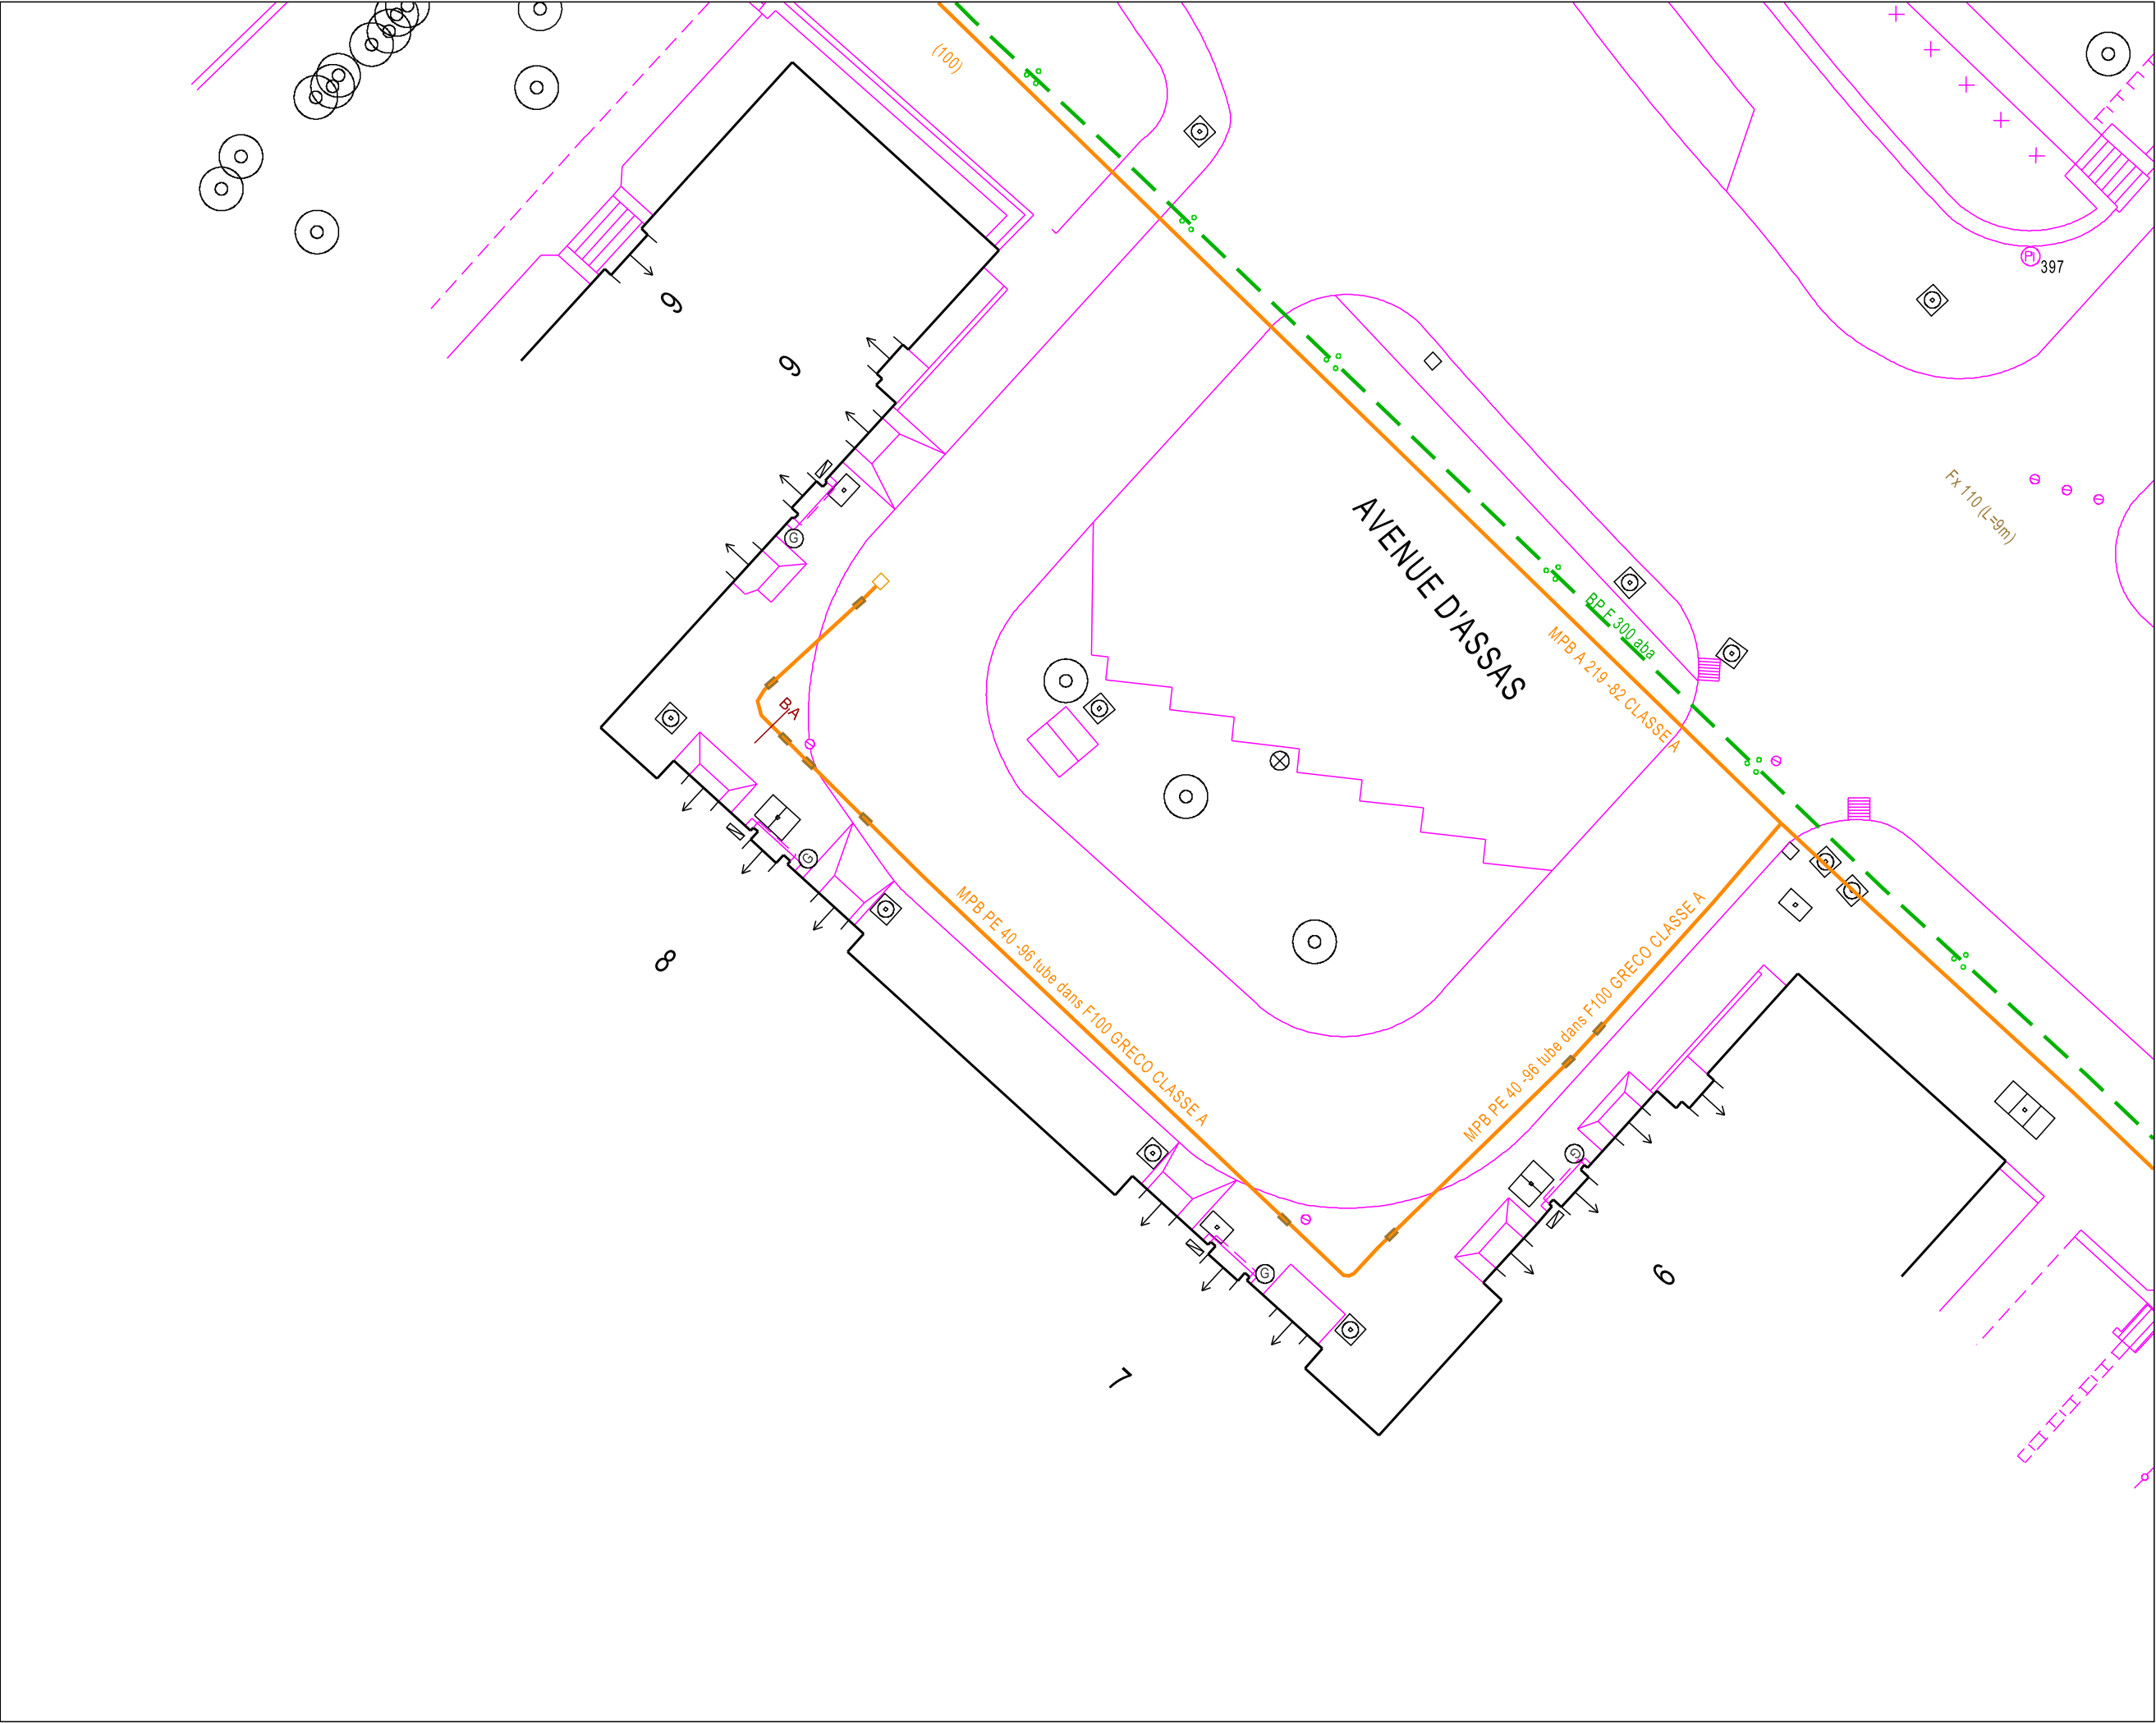 (100)
PI
397
9
9
Fx 110 (L=9m)
AVENUE D'ASSAS
G
BP F 300 aba
MPB A 219 -82 CLASSE A
B.A
G
MPB PE 40 -96 tube dans F100 GRECO CLASSE A
MPB PE 40 -96 tube dans F100 GRECO CLASSE A
8
G
G
6
7